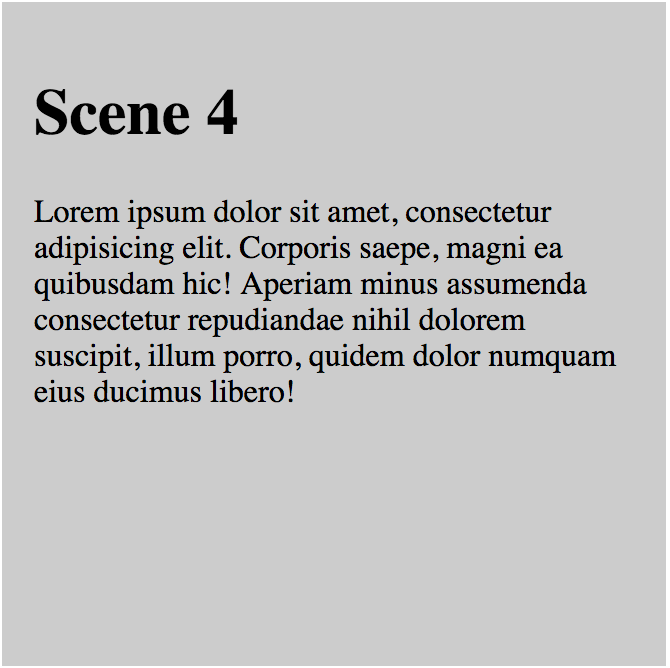 Scene 4
Lorem ipsum dolor sit amet, consectetur
adipisicing elit. Corporis saepe, magni ea
quibusdam hic! Aperiam minus assumenda
consectetur repudiandae nihil dolorem
suscipit, illum porro, quidem dolor numquam
eius ducimus libero!